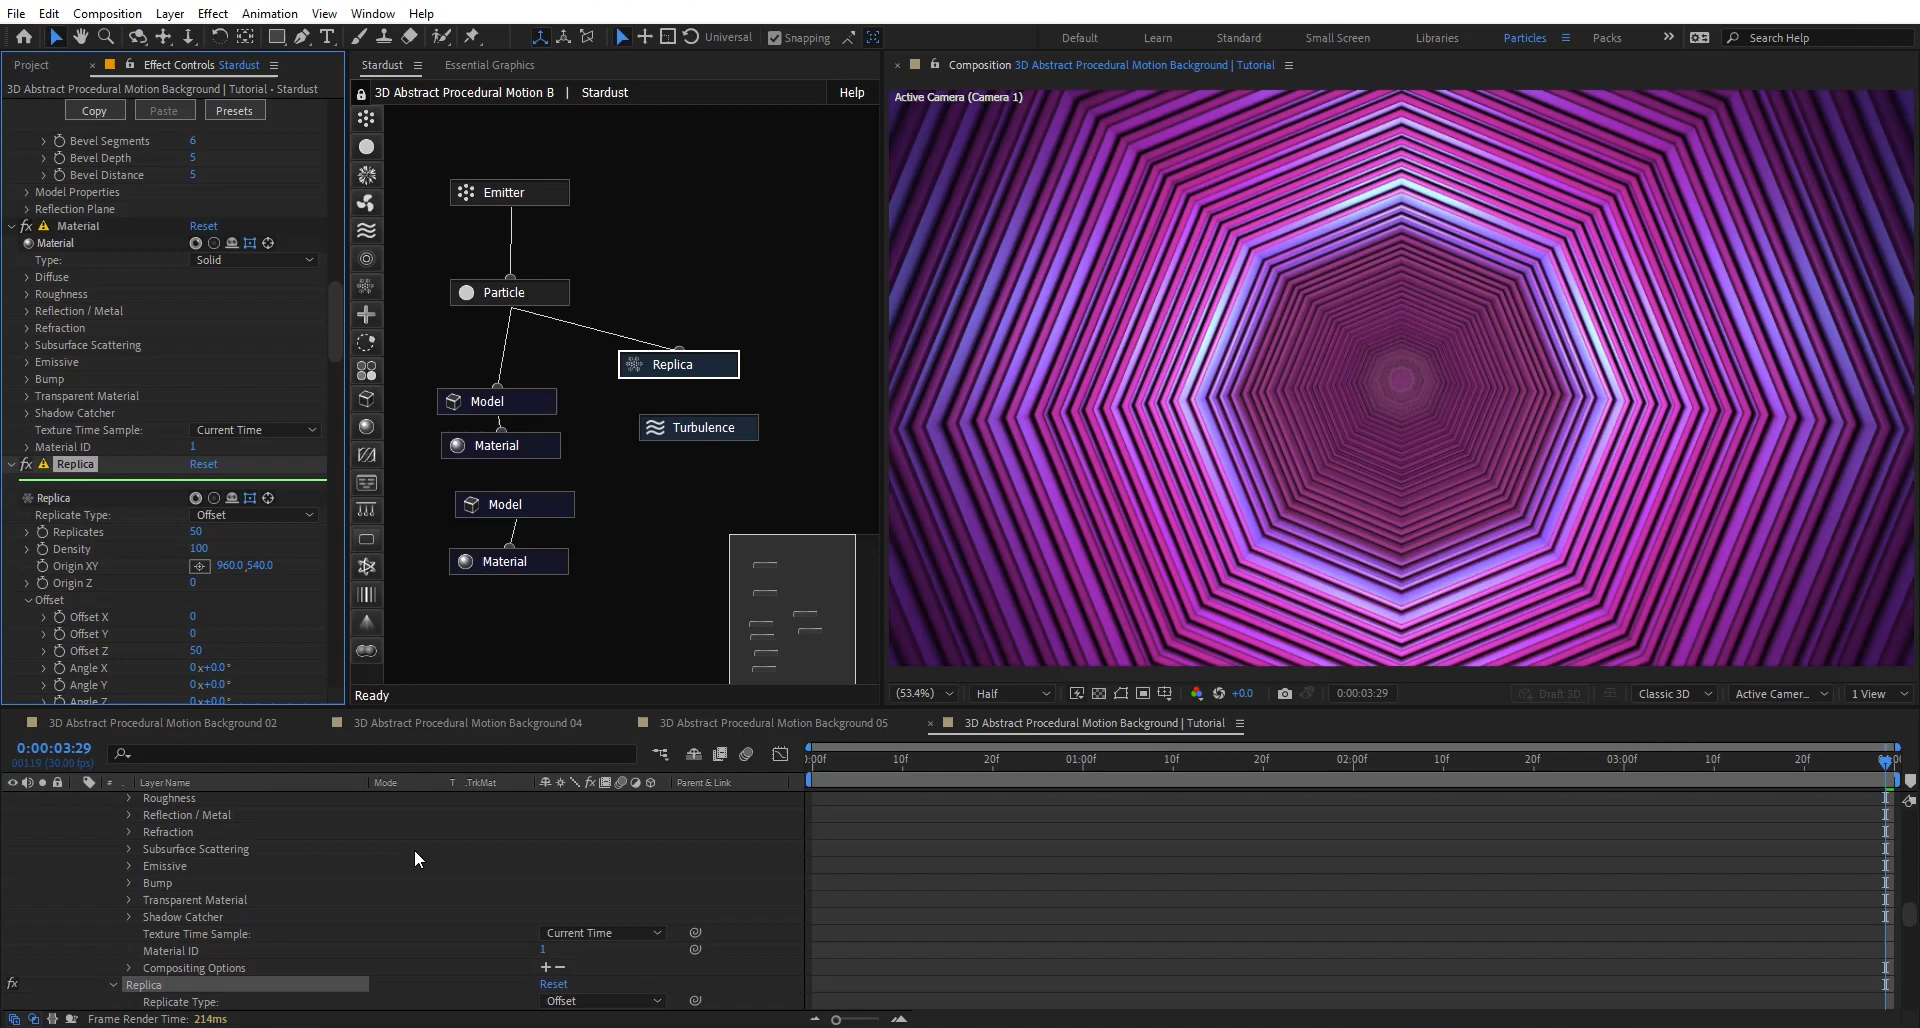 File Edit Composition Layer Effect Animation View Window Help
Universal Snapping Default Learn Standard Small Screen Libraries Particles Packs Search Help
Project Effect Controls Stardust
3D Abstract Procedural Motion Background | Tutorial - Stardust
Copy Paste Presets
Bevel Segments 6
Bevel Depth 5
Bevel Distance 5
Model Properties
Reflection Plane
fx Material Reset
Material
Type: Solid
Diffuse
Roughness
Reflection / Metal
Refraction
Subsurface Scattering
Emissive
Bump
Transparent Material
Shadow Catcher
Texture Time Sample: Current Time
Material ID 1
fx Replica Reset
Replica
Replicate Type: Offset
Replicates 50
Density 100
Origin XY 960.0,540.0
Origin Z 0
Offset
Offset X 0
Offset Y 0
Offset Z 50
Angle X 0x+0.0°
Angle Y 0x+0.0°
Angle Z 0x+0.0°
Stardust Essential Graphics
3D Abstract Procedural Motion B | Stardust Help
Emitter
Particle
Replica
Model
Turbulence
Material
Model
Material
Ready
Composition 3D Abstract Procedural Motion Background | Tutorial
Active Camera (Camera 1)
(53.4%) Half +0.0 0:00:03:29 Draft 3D Classic 3D Active Camer... 1 View
3D Abstract Procedural Motion Background 02 3D Abstract Procedural Motion Background 04 3D Abstract Procedural Motion Background 05 3D Abstract Procedural Motion Background | Tutorial
0:00:03:29
00119 (30.00 fps)
):00f 10f 20f 01:00f 10f 20f 02:00f 10f 20f 03:00f 10f 20f
# Layer Name Mode T .TrkMat fx Parent & Link
Roughness
Reflection / Metal
Refraction
Subsurface Scattering
Emissive
Bump
Transparent Material
Shadow Catcher
Texture Time Sample: Current Time
Material ID 1
Compositing Options +−
fx Replica Reset
Replicate Type: Offset
Frame Render Time: 214ms